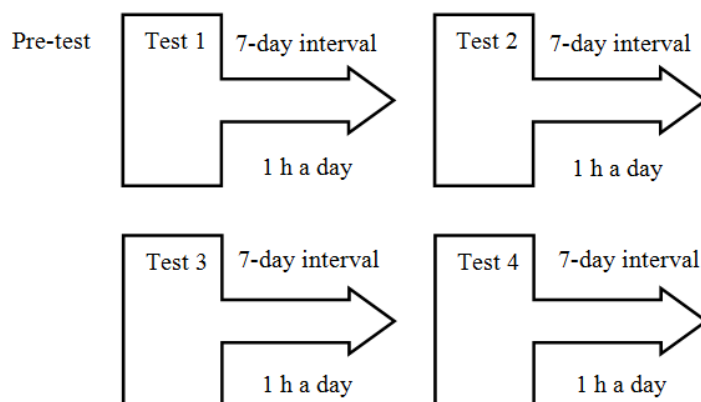 Pre-test
Test 1
7-day interval
1 h a day
Test 2
7-day interval
1 h a day
Test 3
7-day interval
1 h a day
Test 4
7-day interval
1 h a day